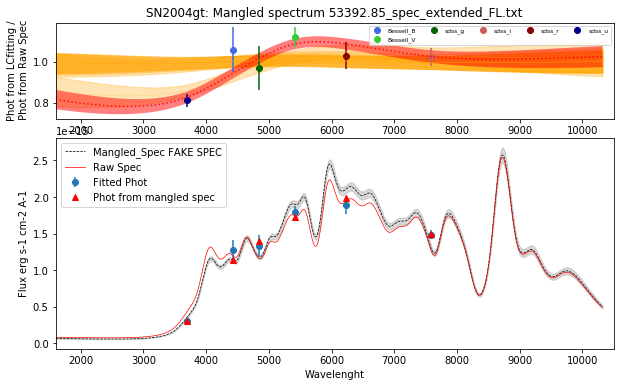 SN2004gt: Mangled spectrum 53392.85_spec_extended_FL.txt
Phot from LCfitting /
Phot from Raw Spec
1.0
0.8
Bessell_B
Bessell_V
sdss_g
sdss_i
sdss_r
sdss_u
2000 3000 4000 5000 6000 7000 8000 9000 10000
Flux erg s-1 cm-2 A-1
2.5
2.0
1.5
1.0
0.5
0.0
Mangled_Spec FAKE SPEC
Raw Spec
Fitted Phot
Phot from mangled spec
2000 3000 4000 5000 6000 7000 8000 9000 10000
Wavelenght